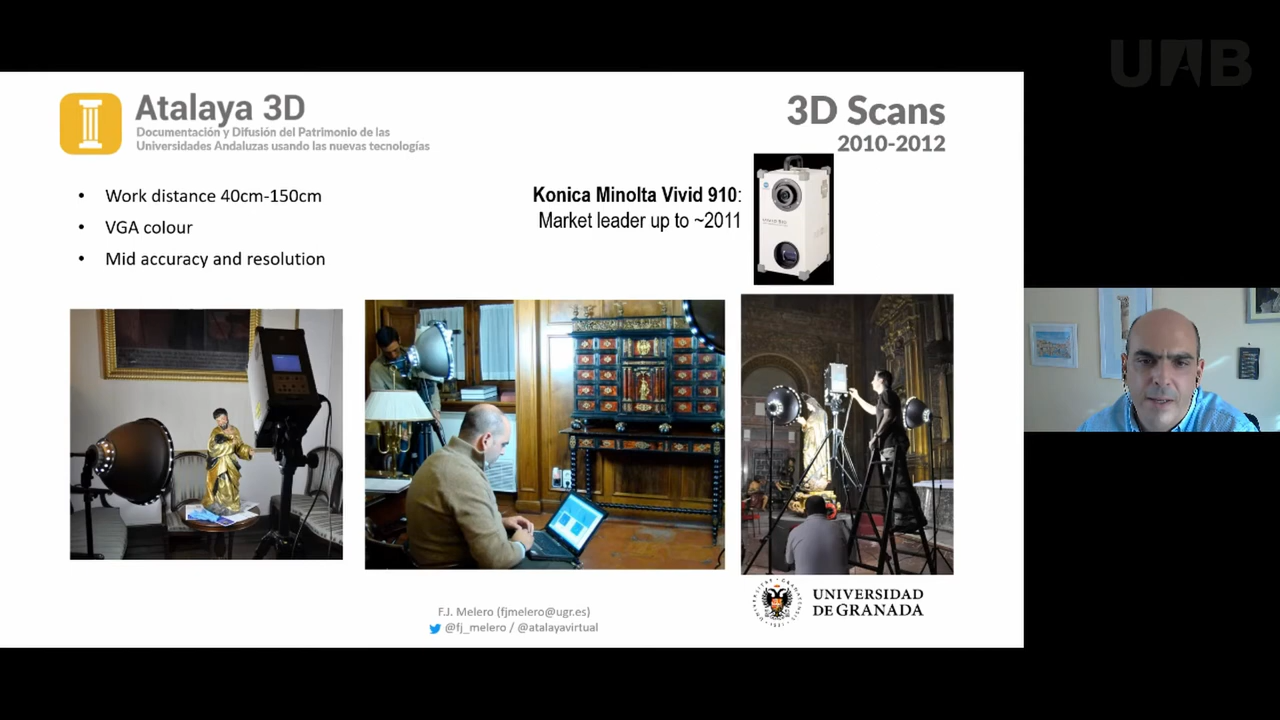 UAB
Atalaya 3D
Documentación y Difusión del Patrimonio de las
Universidades Andaluzas usando las nuevas tecnologías
3D Scans
2010-2012
• Work distance 40cm-150cm
• VGA colour
• Mid accuracy and resolution
Konica Minolta Vivid 910:
Market leader up to ~2011
UNIVERSIDAD
DE GRANADA
F.J. Melero (fjmelero@ugr.es)
@fj_melero / @atalayavirtual